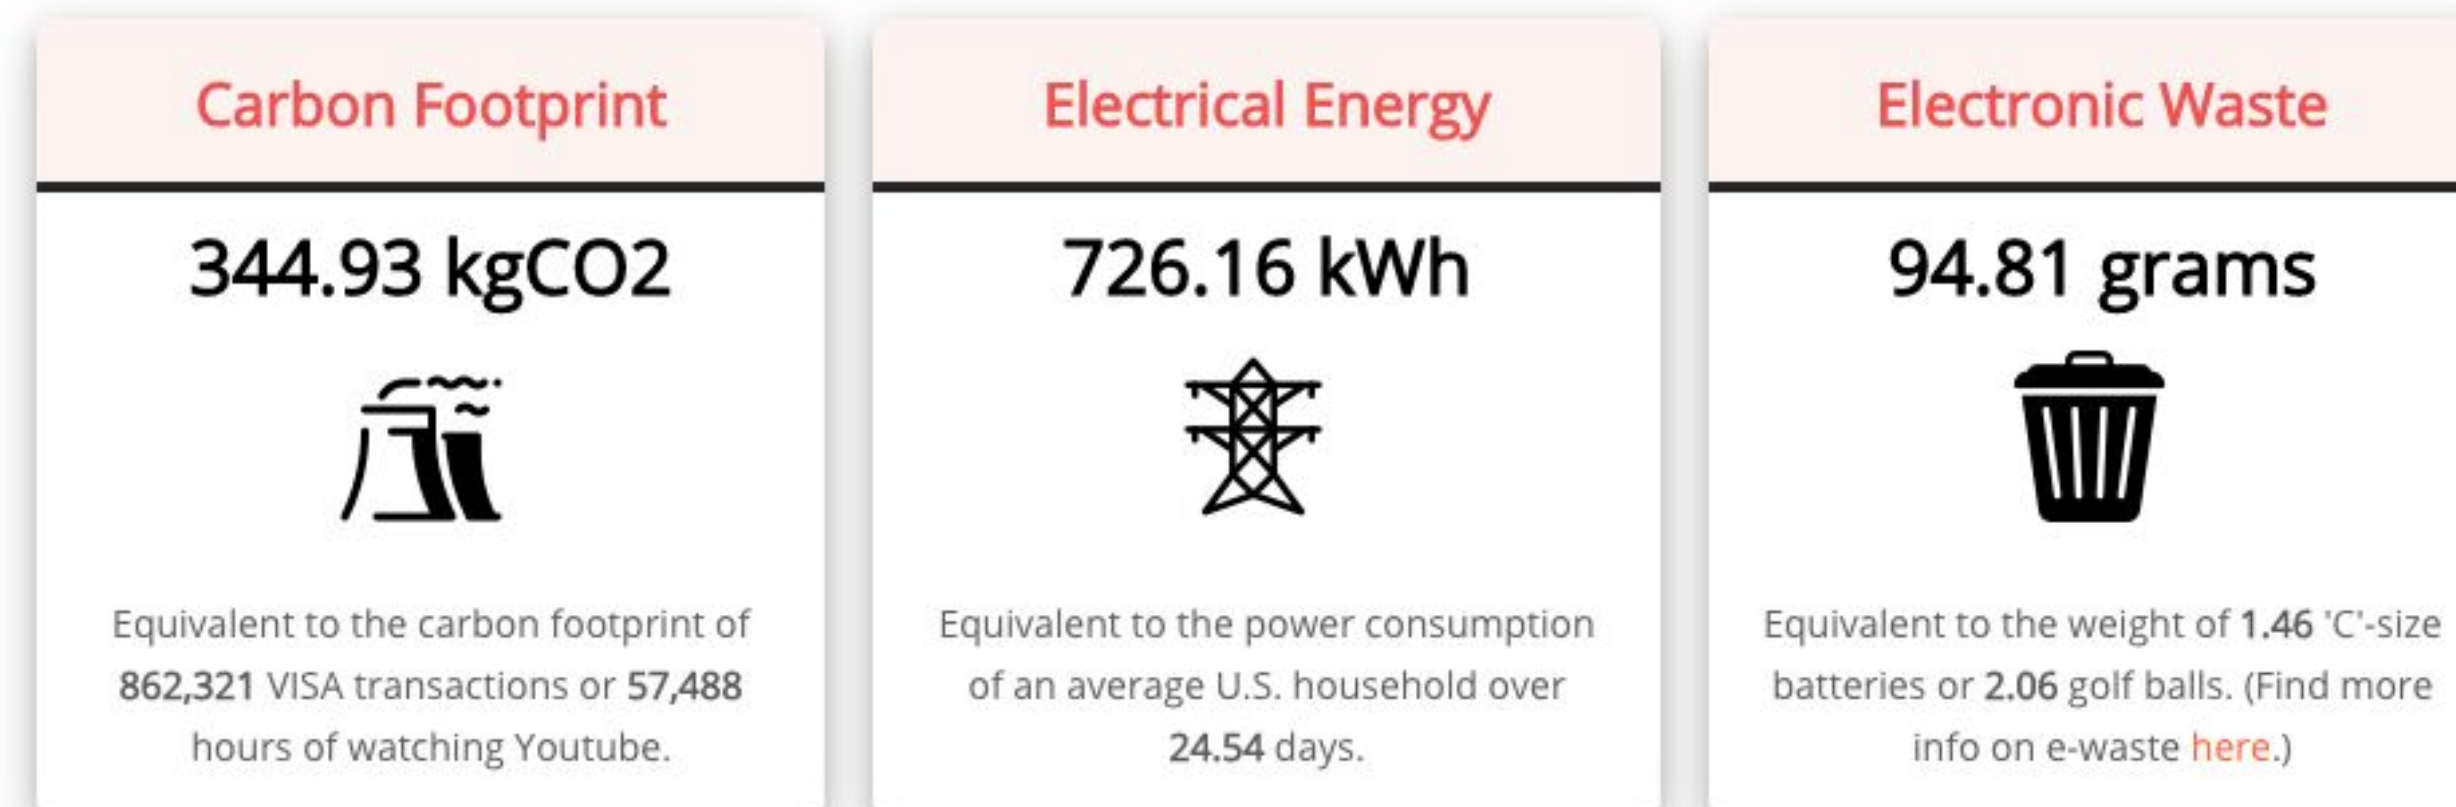 Carbon Footprint
344.93 kgCO2
Equivalent to the carbon footprint of
862,321 VISA transactions or 57,488
hours of watching Youtube.
Electrical Energy
726.16 kWh
Equivalent to the power consumption
of an average U.S. household over
24.54 days.
Electronic Waste
94.81 grams
Equivalent to the weight of 1.46 'C'-size
batteries or 2.06 golf balls. (Find more
info on e-waste here.)